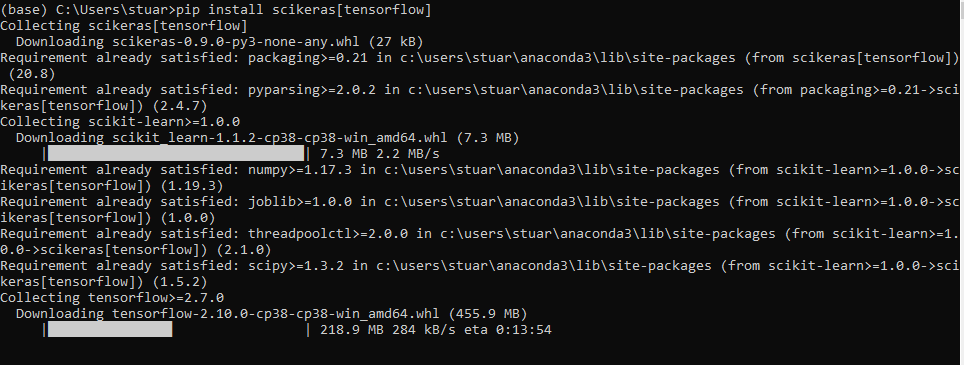 (base) C:\Users\stuar>pip install scikeras[tensorflow]
Collecting scikeras[tensorflow]
  Downloading scikeras-0.9.0-py3-none-any.whl (27 kB)
Requirement already satisfied: packaging>=0.21 in c:\users\stuar\anaconda3\lib\site-packages (from scikeras[tensorflow])
 (20.8)
Requirement already satisfied: pyparsing>=2.0.2 in c:\users\stuar\anaconda3\lib\site-packages (from packaging>=0.21->sci
keras[tensorflow]) (2.4.7)
Collecting scikit-learn>=1.0.0
  Downloading scikit_learn-1.1.2-cp38-cp38-win_amd64.whl (7.3 MB)
     |████████████████████████████████| 7.3 MB 2.2 MB/s
Requirement already satisfied: numpy>=1.17.3 in c:\users\stuar\anaconda3\lib\site-packages (from scikit-learn>=1.0.0->sc
ikeras[tensorflow]) (1.19.3)
Requirement already satisfied: joblib>=1.0.0 in c:\users\stuar\anaconda3\lib\site-packages (from scikit-learn>=1.0.0->sc
ikeras[tensorflow]) (1.0.0)
Requirement already satisfied: threadpoolctl>=2.0.0 in c:\users\stuar\anaconda3\lib\site-packages (from scikit-learn>=1.
0.0->scikeras[tensorflow]) (2.1.0)
Requirement already satisfied: scipy>=1.3.2 in c:\users\stuar\anaconda3\lib\site-packages (from scikit-learn>=1.0.0->sci
keras[tensorflow]) (1.5.2)
Collecting tensorflow>=2.7.0
  Downloading tensorflow-2.10.0-cp38-cp38-win_amd64.whl (455.9 MB)
     |███████████████▍                | 218.9 MB 284 kB/s eta 0:13:54